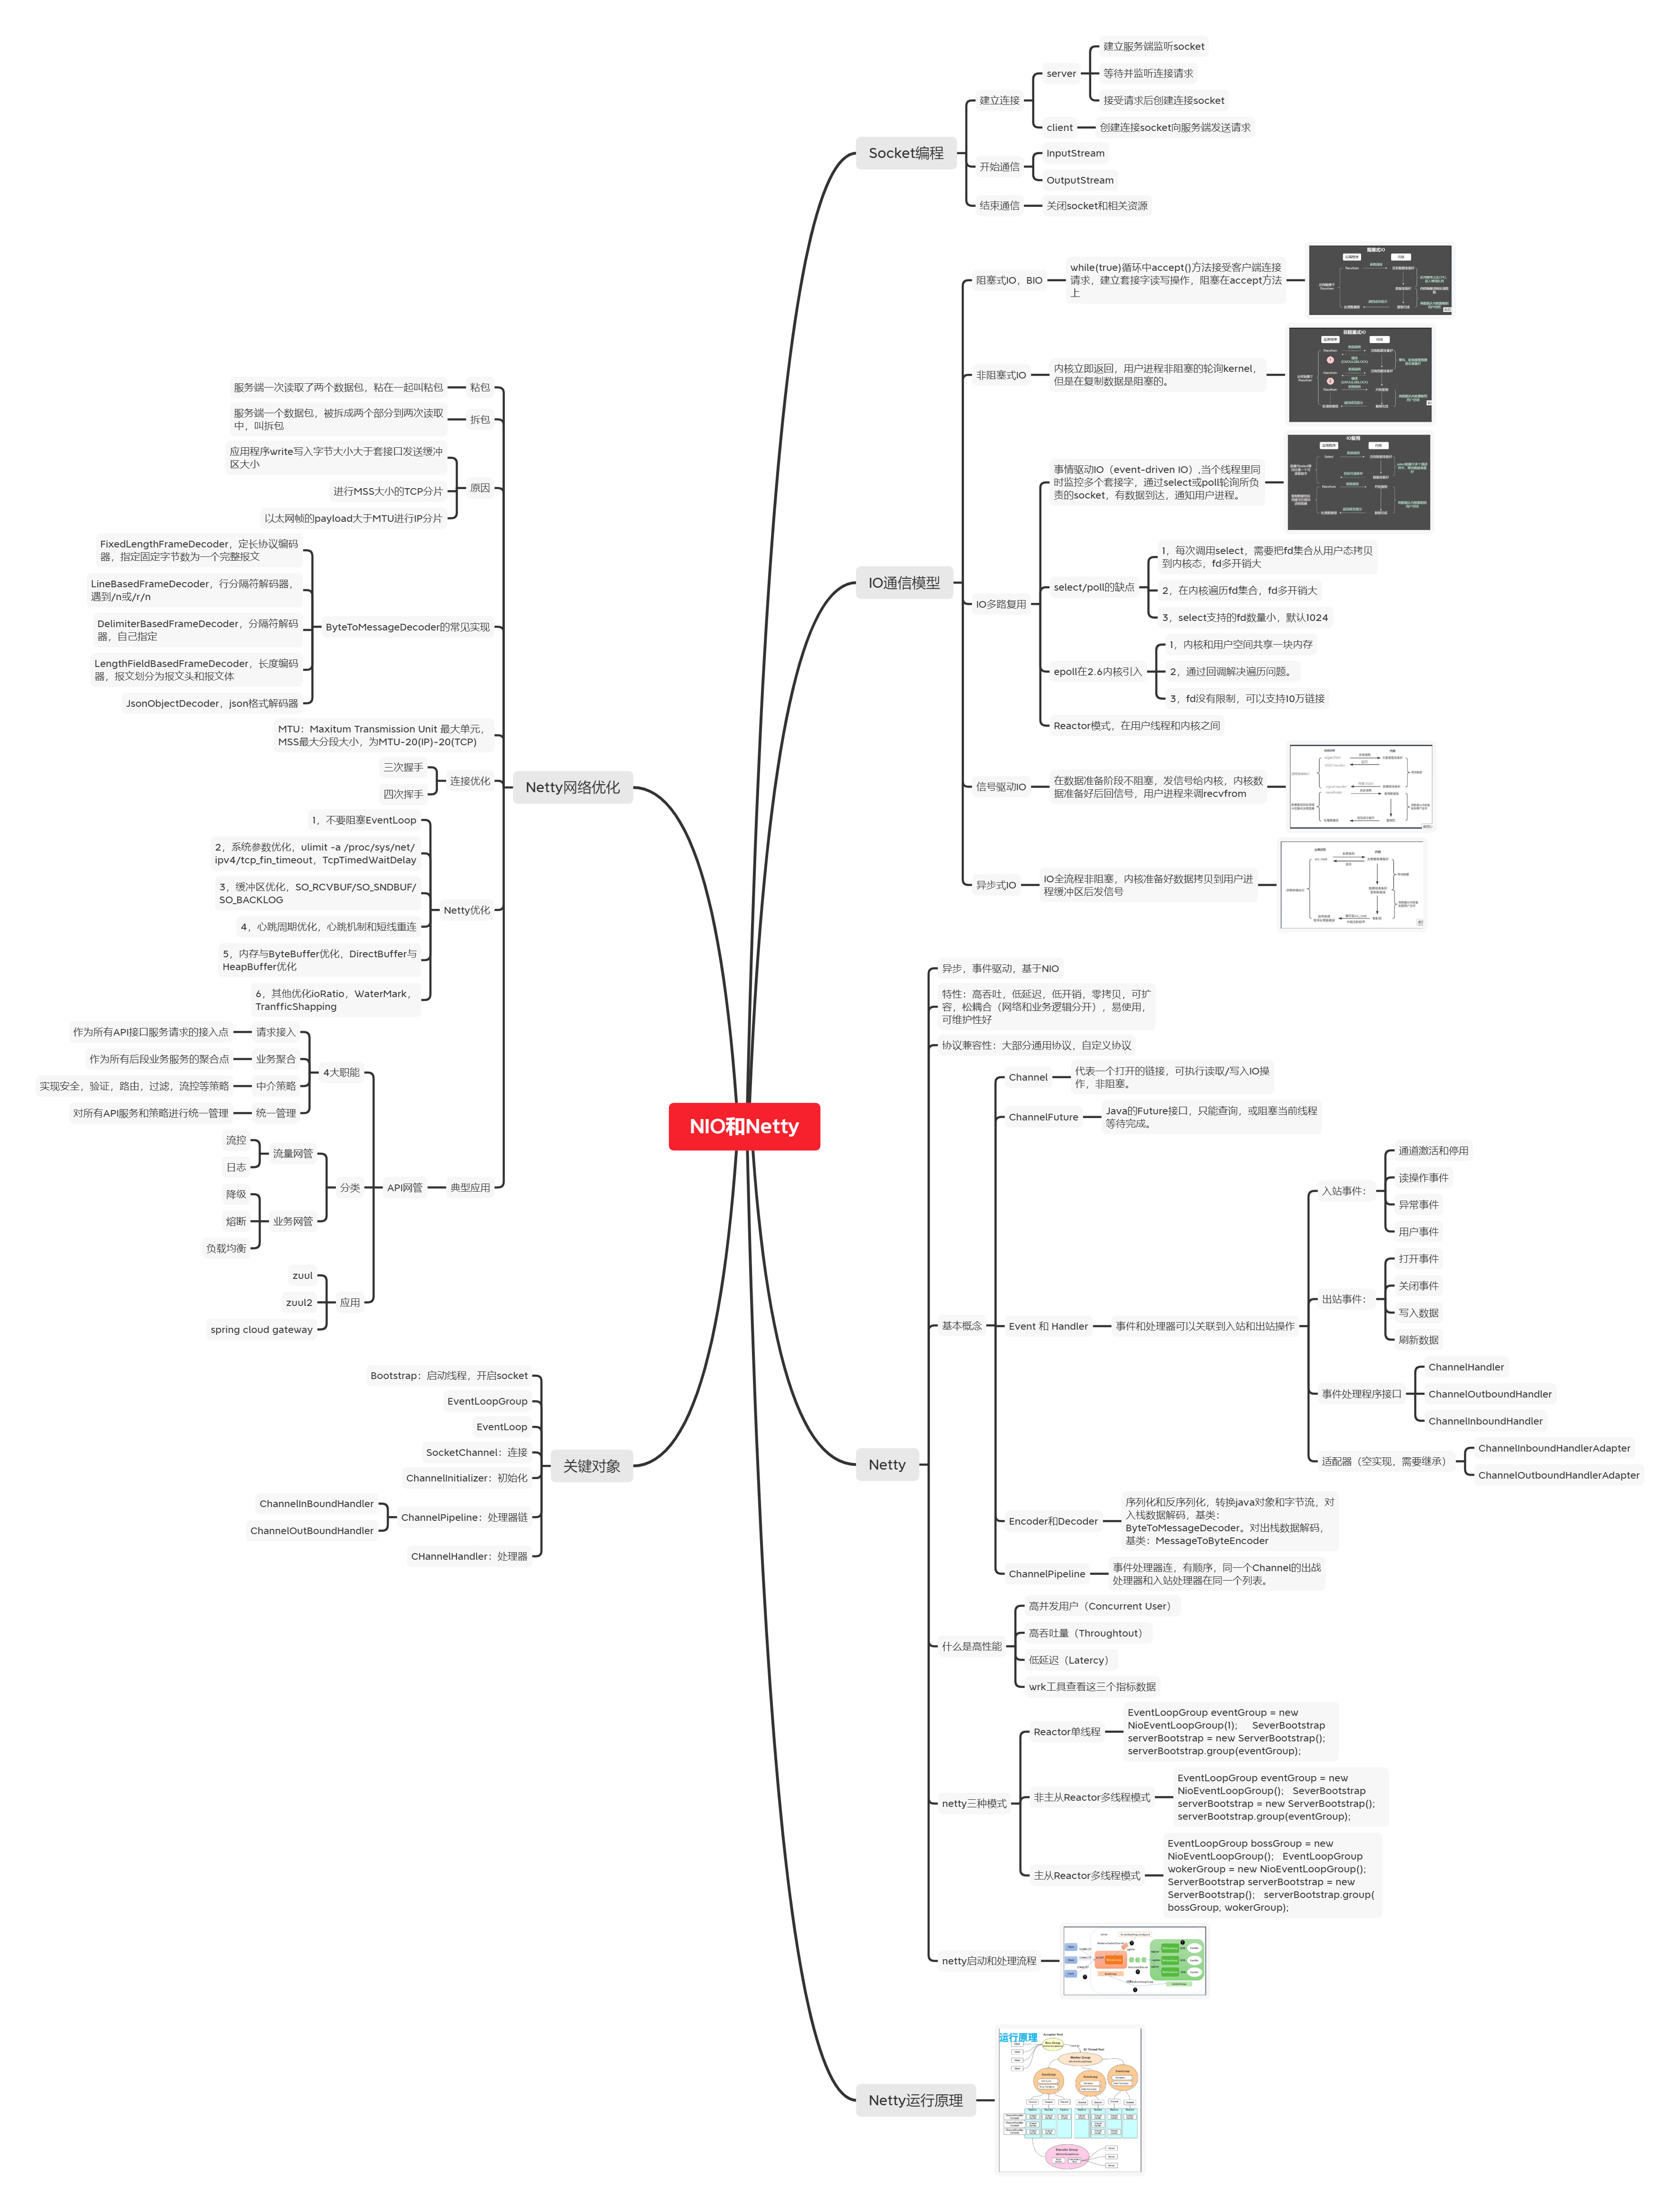 NIO和Netty
Socket编程
建立连接
server
建立服务端监听socket
等待并监听连接请求
接受请求后创建连接socket
client
创建连接socket向服务端发送请求
开始通信
InputStream
OutputStream
结束通信
关闭socket和相关资源
IO通信模型
阻塞式IO，BIO
while(true)循环中accept()方法接受客户端连接
请求，建立套接字读写操作，阻塞在accept方法
上
阻塞式IO
非阻塞式IO
内核立即返回，用户进程非阻塞的轮询kernel，
但是在复制数据是阻塞的。
非阻塞式IO
IO多路复用
事情驱动IO（event-driven IO）,当个线程里同
时监控多个套接字，通过select或poll轮询所负
责的socket，有数据到达，通知用户进程。
IO复用
select/poll的缺点
1，每次调用select，需要把fd集合从用户态拷贝
到内核态，fd多开销大
2，在内核遍历fd集合，fd多开销大
3，select支持的fd数量小，默认1024
epoll在2.6内核引入
1，内核和用户空间共享一块内存
2，通过回调解决遍历问题。
3，fd没有限制，可以支持10万链接
Reactor模式，在用户线程和内核之间
信号驱动IO
在数据准备阶段不阻塞，发信号给内核，内核数
据准备好后回信号，用户进程来调recvfrom
异步式IO
IO全流程非阻塞，内核准备好数据拷贝到用户进
程缓冲区后发信号
Netty
异步，事件驱动，基于NIO
特性：高吞吐，低延迟，低开销，零拷贝，可扩
容，松耦合（网络和业务逻辑分开），易使用，
可维护性好
协议兼容性：大部分通用协议，自定义协议
基本概念
Channel
代表一个打开的链接，可执行读取/写入IO操
作，非阻塞。
ChannelFuture
Java的Future接口，只能查询，或阻塞当前线程
等待完成。
Event 和 Handler
事件和处理器可以关联到入站和出站操作
入站事件：
通道激活和停用
读操作事件
异常事件
用户事件
出站事件：
打开事件
关闭事件
写入数据
刷新数据
事件处理程序接口
ChannelHandler
ChannelOutboundHandler
ChannelInboundHandler
适配器（空实现，需要继承）
ChannelInboundHandlerAdapter
ChannelOutboundHandlerAdapter
Encoder和Decoder
序列化和反序列化，转换java对象和字节流，对
入栈数据解码，基类：
ByteToMessageDecoder。对出栈数据解码，
基类：MessageToByteEncoder
ChannelPipeline
事件处理器连，有顺序，同一个Channel的出战
处理器和入站处理器在同一个列表。
什么是高性能
高并发用户（Concurrent User）
高吞吐量（Throughtout）
低延迟（Latercy）
wrk工具查看这三个指标数据
netty三种模式
Reactor单线程
EventLoopGroup eventGroup = new
NioEventLoopGroup(1); SeverBootstrap
serverBootstrap = new ServerBootstrap();
serverBootstrap.group(eventGroup);
非主从Reactor多线程模式
EventLoopGroup eventGroup = new
NioEventLoopGroup(); SeverBootstrap
serverBootstrap = new ServerBootstrap();
serverBootstrap.group(eventGroup);
主从Reactor多线程模式
EventLoopGroup bossGroup = new
NioEventLoopGroup(); EventLoopGroup
wokerGroup = new NioEventLoopGroup();
ServerBootstrap serverBootstrap = new
ServerBootstrap(); serverBootstrap.group(
bossGroup, wokerGroup);
netty启动和处理流程
Netty运行原理
运行原理
Netty网络优化
粘包
服务端一次读取了两个数据包，粘在一起叫粘包
拆包
服务端一个数据包，被拆成两个部分到两次读取
中，叫拆包
原因
应用程序write写入字节大小大于套接口发送缓冲
区大小
进行MSS大小的TCP分片
以太网帧的payload大于MTU进行IP分片
ByteToMessageDecoder的常见实现
FixedLengthFrameDecoder，定长协议编码
器，指定固定字节数为一个完整报文
LineBasedFrameDecoder，行分隔符解码器，
遇到/n或/r/n
DelimiterBasedFrameDecoder，分隔符解码
器，自己指定
LengthFieldBasedFrameDecoder，长度编码
器，报文划分为报文头和报文体
JsonObjectDecoder，json格式解码器
MTU：Maxitum Transmission Unit 最大单元，
MSS最大分段大小，为MTU-20(IP)-20(TCP)
连接优化
三次握手
四次挥手
Netty优化
1，不要阻塞EventLoop
2，系统参数优化，ulimit -a /proc/sys/net/
ipv4/tcp_fin_timeout，TcpTimedWaitDelay
3，缓冲区优化，SO_RCVBUF/SO_SNDBUF/
SO_BACKLOG
4，心跳周期优化，心跳机制和短线重连
5，内存与ByteBuffer优化，DirectBuffer与
HeapBuffer优化
6，其他优化ioRatio，WaterMark，
TranfficShapping
典型应用
API网管
4大职能
请求接入
作为所有API接口服务请求的接入点
业务聚合
作为所有后段业务服务的聚合点
中介策略
实现安全，验证，路由，过滤，流控等策略
统一管理
对所有API服务和策略进行统一管理
分类
流量网管
流控
日志
业务网管
降级
熔断
负载均衡
应用
zuul
zuul2
spring cloud gateway
关键对象
Bootstrap：启动线程，开启socket
EventLoopGroup
EventLoop
SocketChannel：连接
ChannelInitializer：初始化
ChannelPipeline：处理器链
ChannelInBoundHandler
ChannelOutBoundHandler
CHannelHandler：处理器